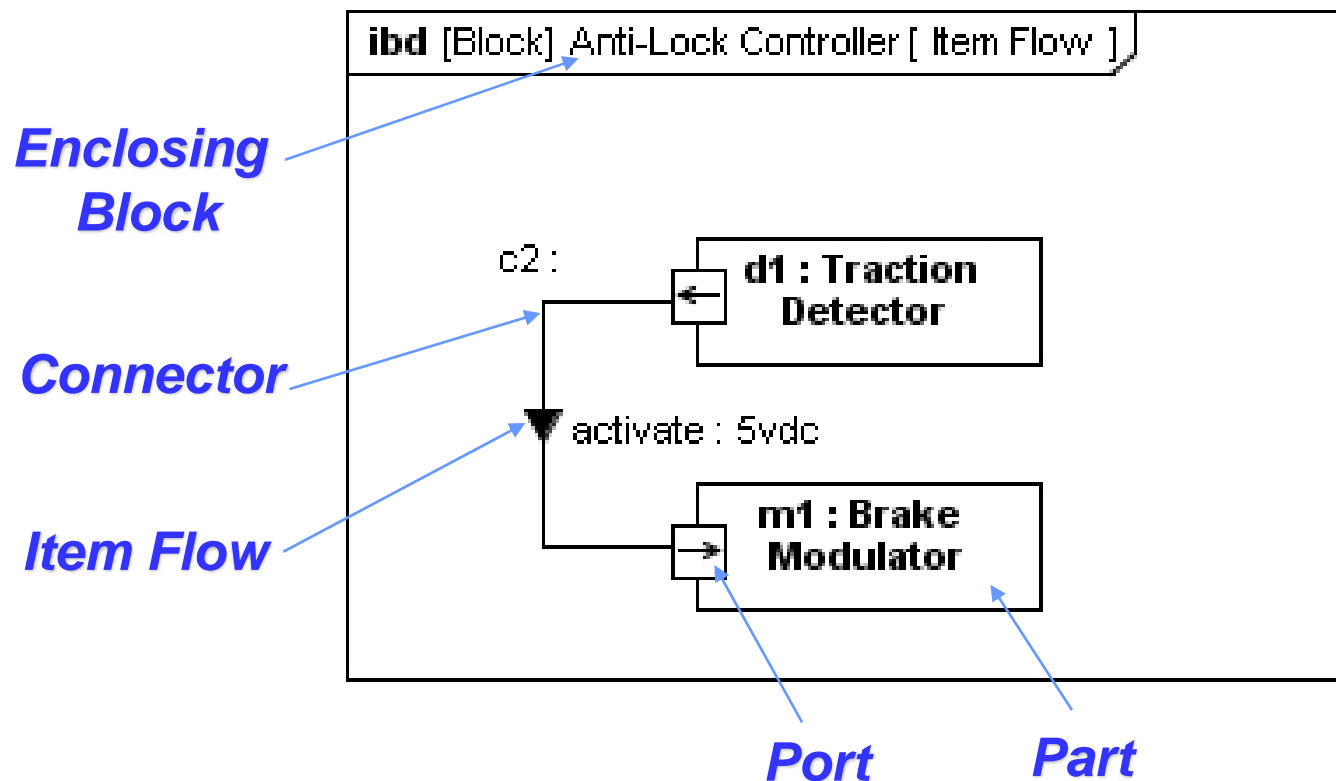 ibd [Block] Anti-Lock Controller [ Item Flow ]
Enclosing
Block
c2 :
d1 : Traction
Detector
Connector
activate : 5vdc
m1 : Brake
Modulator
Item Flow
Port
Part